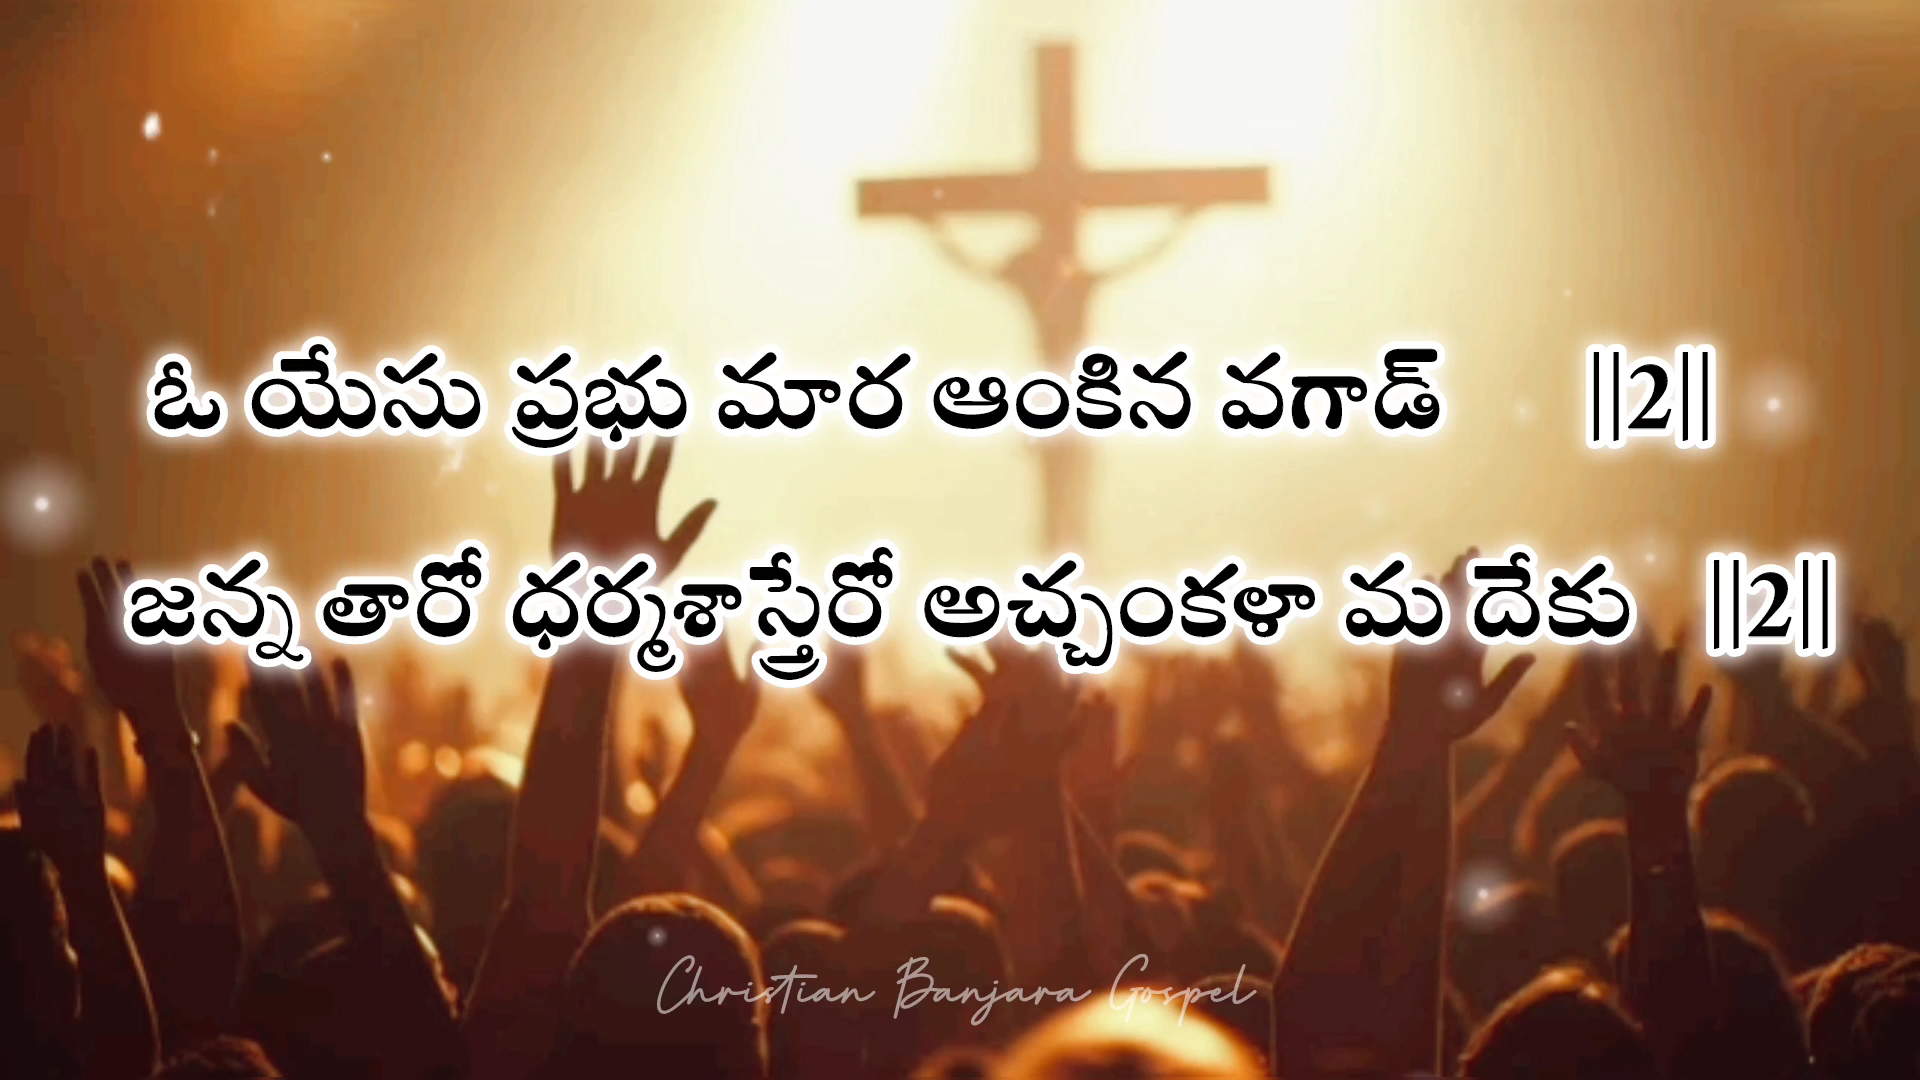 ఓ యేసు ప్రభు మార ఆంకిన వగాడ్ ||2||
జన్న తారో ధర్మశాస్త్రేరో అచ్చంకళా మ దేకు ||2||
Christian Banjara Gospel